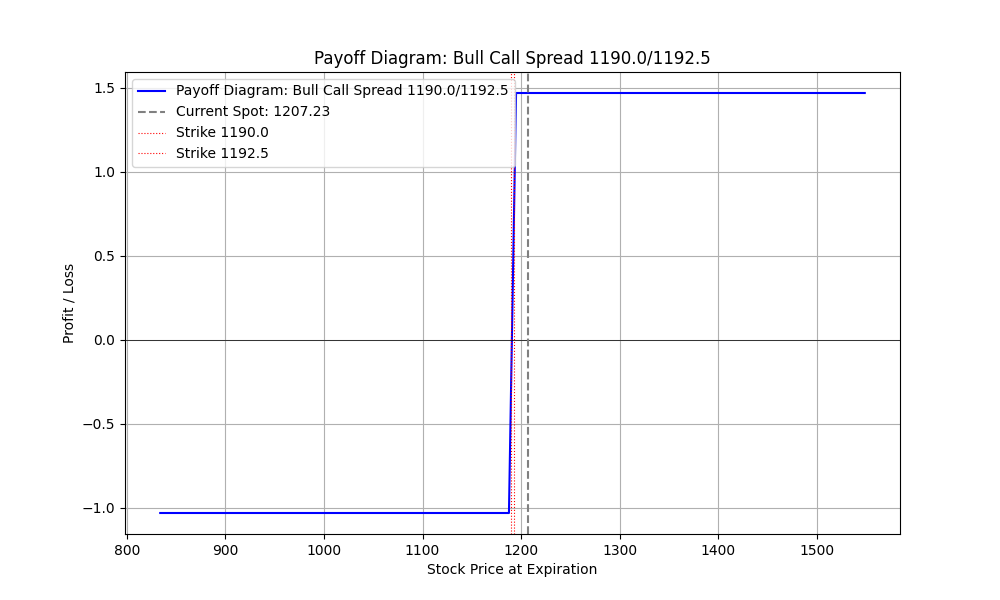 Payoff Diagram: Bull Call Spread 1190.0/1192.5
Payoff Diagram: Bull Call Spread 1190.0/1192.5
Current Spot: 1207.23
Strike 1190.0
Strike 1192.5
1.5
1.0
0.5
0.0
−0.5
−1.0
Profit / Loss
800 900 1000 1100 1200 1300 1400 1500
Stock Price at Expiration